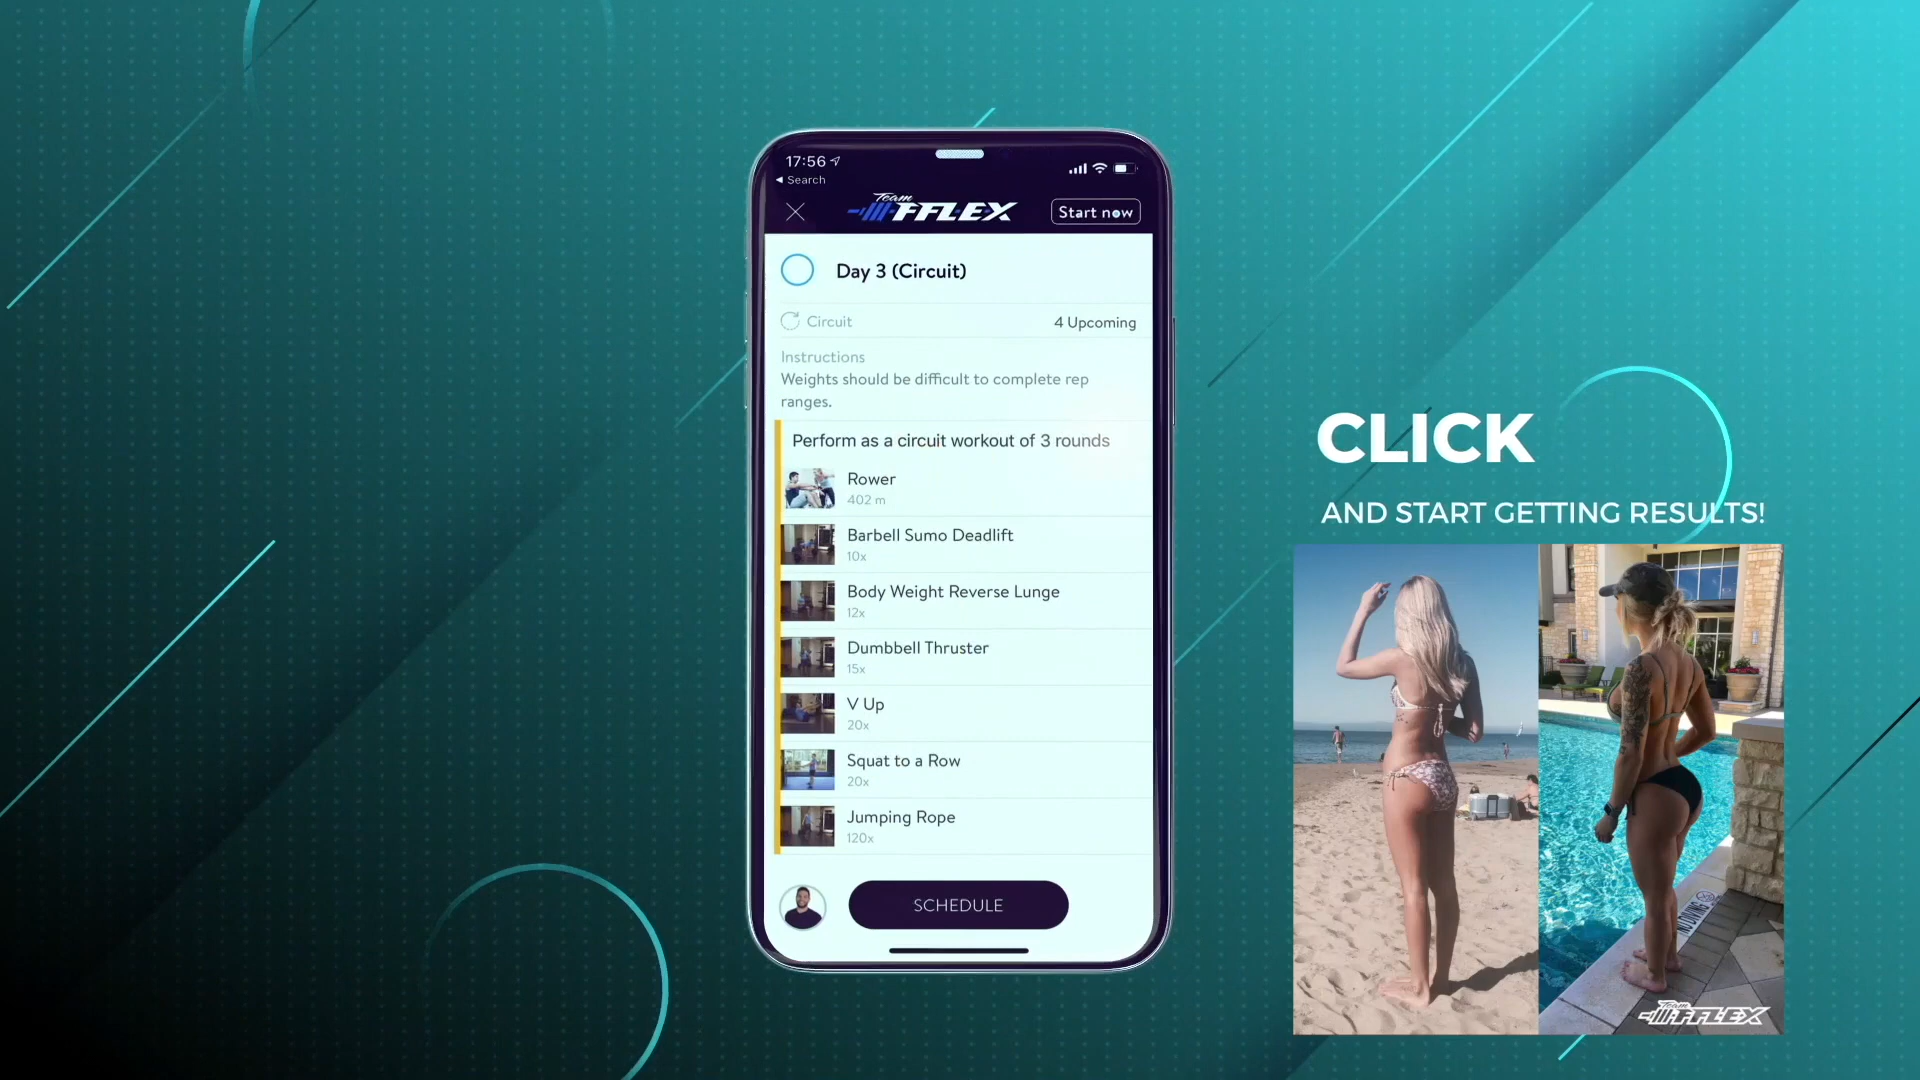 17:56
Search
Team
FFLEX
Start now
Day 3 (Circuit)
Circuit
4 Upcoming
Instructions
Weights should be difficult to complete rep
ranges.
Perform as a circuit workout of 3 rounds
Rower
402 m
Barbell Sumo Deadlift
10x
Body Weight Reverse Lunge
12x
Dumbbell Thruster
15x
V Up
20x
Squat to a Row
20x
Jumping Rope
120x
SCHEDULE
CLICK
AND START GETTING RESULTS!
NO DIVING
Team
FFLEX